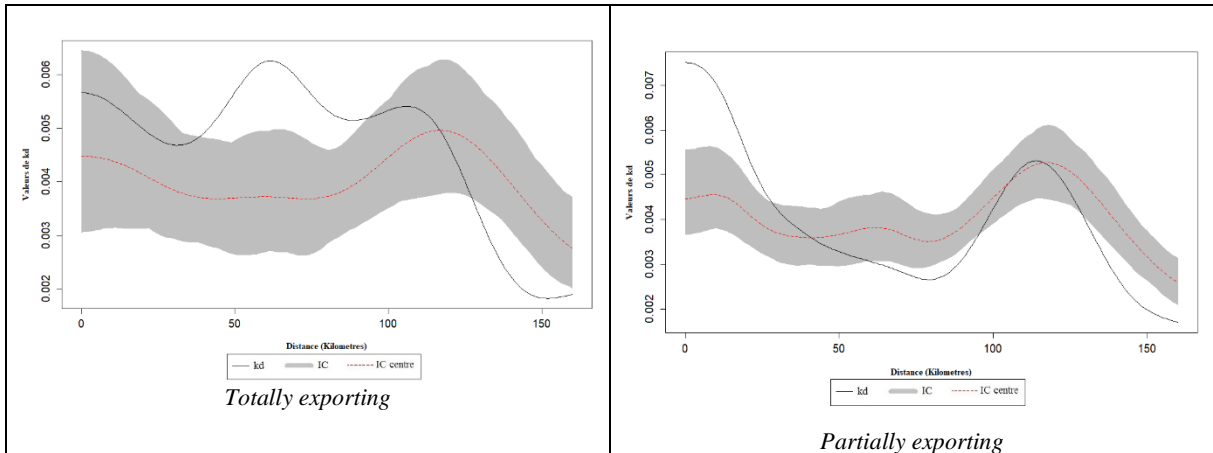 0.006
0.005
0.004
0.003
0.002
Valeurs de kd
0 50 100 150
Distance (Kilometres)
kd IC IC centre
Totally exporting
0.007
0.006
0.005
0.004
0.003
0.002
Valeurs de kd
0 50 100 150
Distance (Kilometres)
kd IC IC centre
Partially exporting